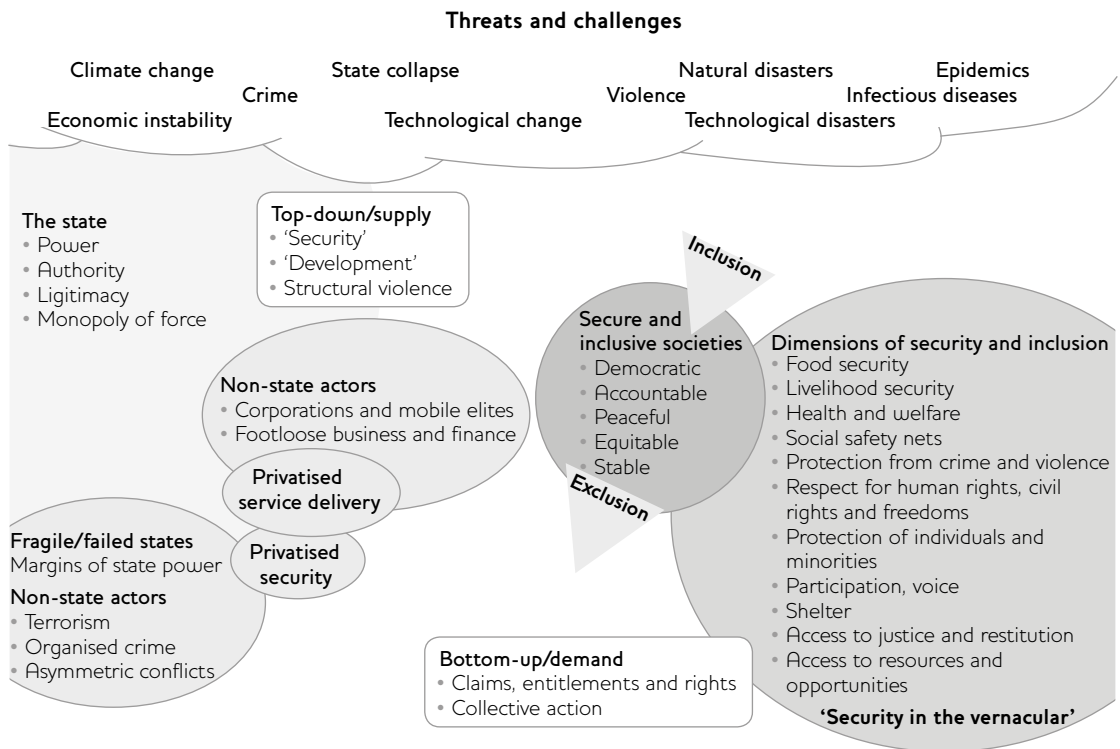 Threats and challenges
Climate change
State collapse
Natural disasters
Epidemics
Crime
Violence
Infectious diseases
Economic instability
Technological change
Technological disasters
The state
• Power
• Authority
• Ligitimacy
• Monopoly of force
Top-down/supply
• ‘Security’
• ‘Development’
• Structural violence
Non-state actors
• Corporations and mobile elites
• Footloose business and finance
Privatised
service delivery
Privatised
security
Fragile/failed states
Margins of state power
Non-state actors
• Terrorism
• Organised crime
• Asymmetric conflicts
Inclusion
Secure and
inclusive societies
• Democratic
• Accountable
• Peaceful
• Equitable
• Stable
Exclusion
Dimensions of security and inclusion
• Food security
• Livelihood security
• Health and welfare
• Social safety nets
• Protection from crime and violence
• Respect for human rights, civil
rights and freedoms
• Protection of individuals and
minorities
• Participation, voice
• Shelter
• Access to justice and restitution
• Access to resources and
opportunities
‘Security in the vernacular’
Bottom-up/demand
• Claims, entitlements and rights
• Collective action